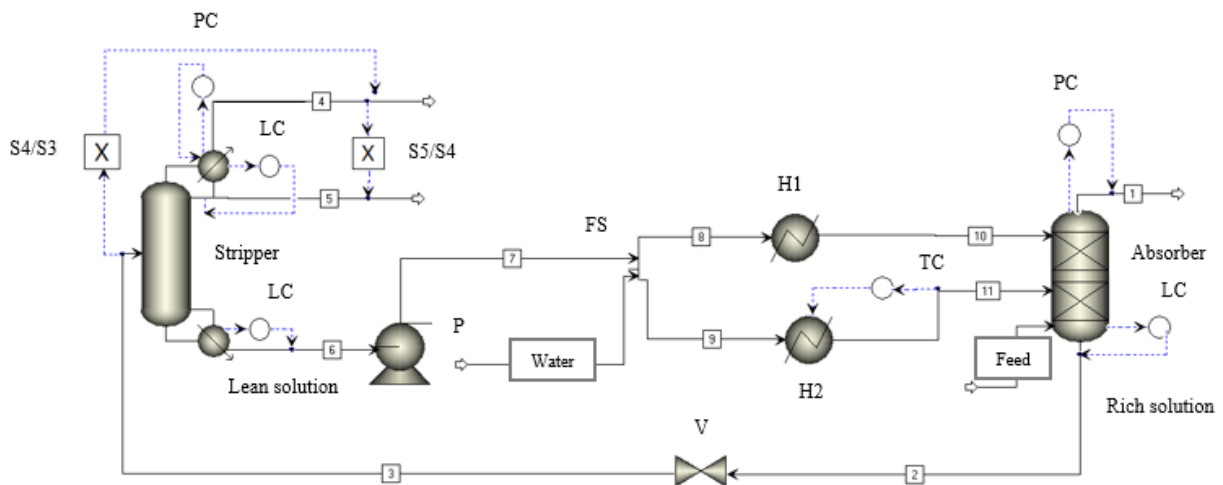 PC
4
LC
PC
S4/S3
X
X
S5/S4
1
5
FS
8
H1
10
Stripper
7
TC
Absorber
LC
LC
11
P
6
9
Water
Feed
Lean solution
H2
Rich solution
V
3
2